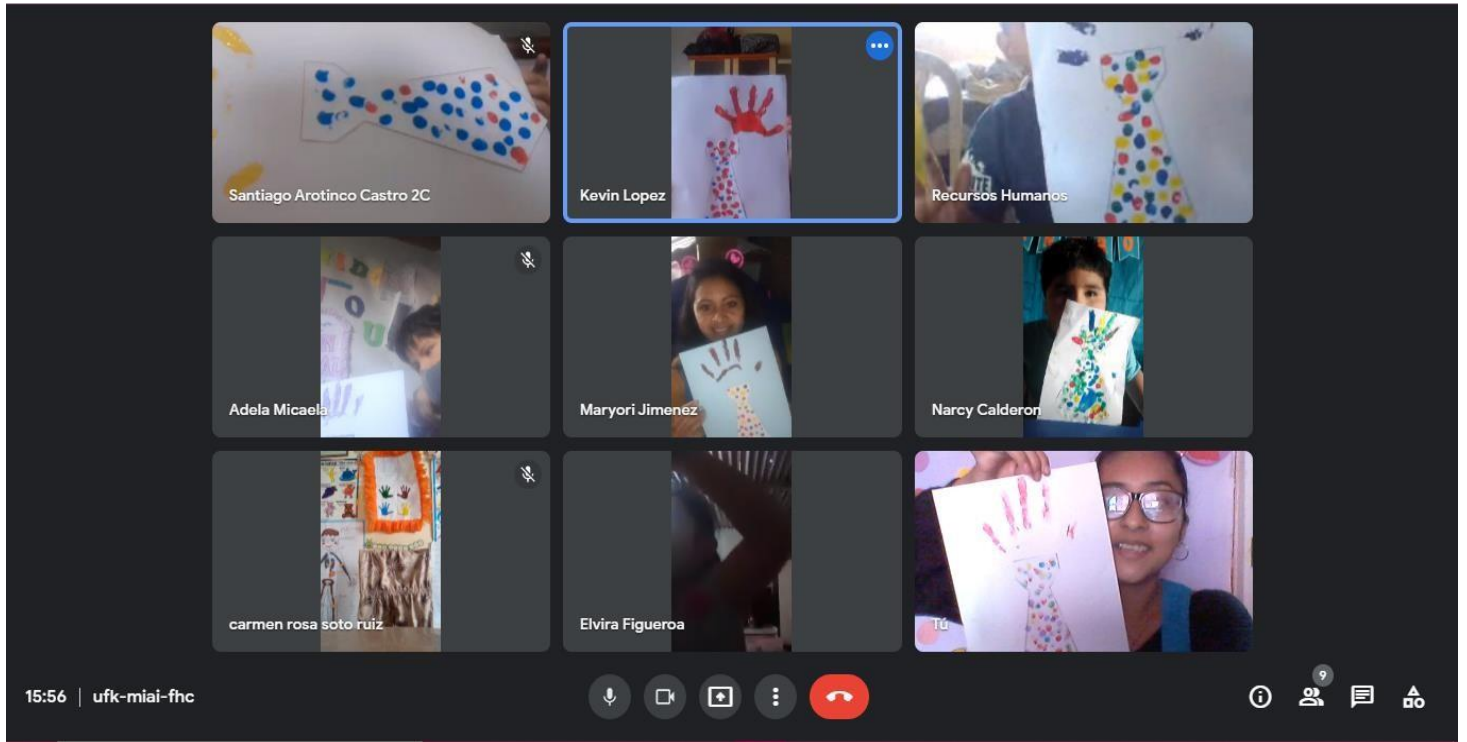 Santiago Arotinco Castro 2C
Kevin Lopez
Recursos Humanos
Adela Micaela
Maryori Jimenez
Narcy Calderon
carmen rosa soto ruiz
Elvira Figueroa
Tú
15:56 | ufk-miai-fhc
9